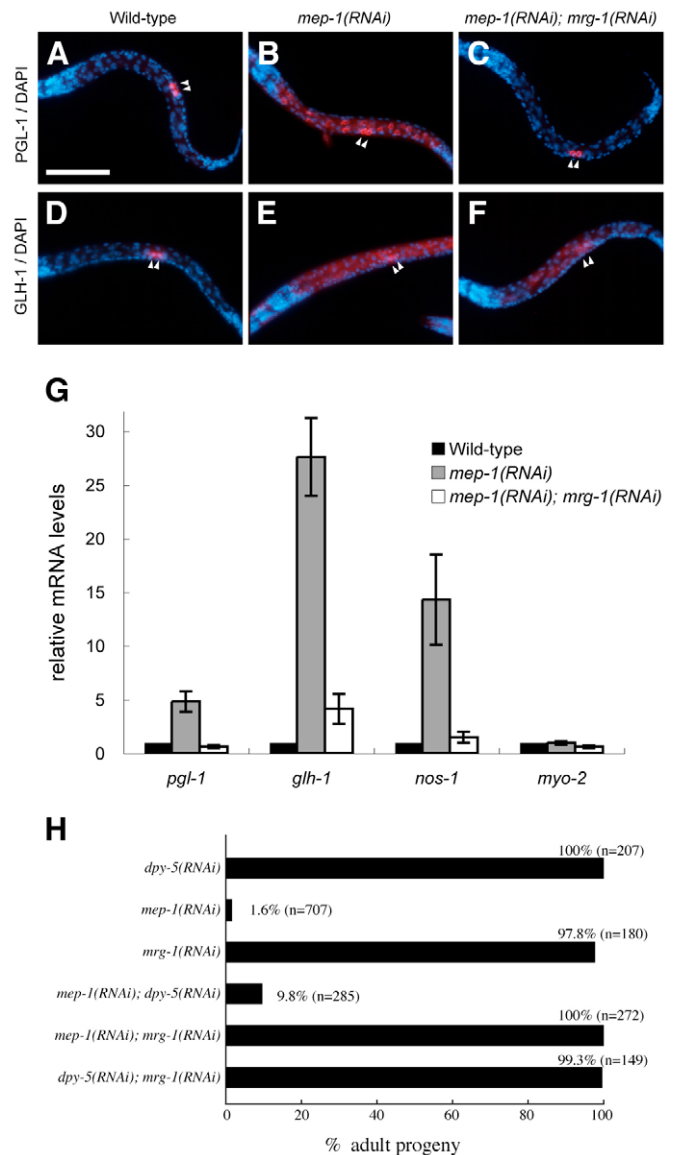 Wild-type mep-1(RNAi) mep-1(RNAi); mrg-1(RNAi)
PGL-1 / DAPI
A B C
GLH-1 / DAPI
D E F
G
relative mRNA levels
30
25
20
15
10
5
0
Wild-type
mep-1(RNAi)
mep-1(RNAi); mrg-1(RNAi)
pgl-1 glh-1 nos-1 myo-2
H
dpy-5(RNAi) 100% (n=207)
mep-1(RNAi) 1.6% (n=707)
mrg-1(RNAi) 97.8% (n=180)
mep-1(RNAi); dpy-5(RNAi) 9.8% (n=285)
mep-1(RNAi); mrg-1(RNAi) 100% (n=272)
dpy-5(RNAi); mrg-1(RNAi) 99.3% (n=149)
0 20 40 60 80 100
% adult progeny